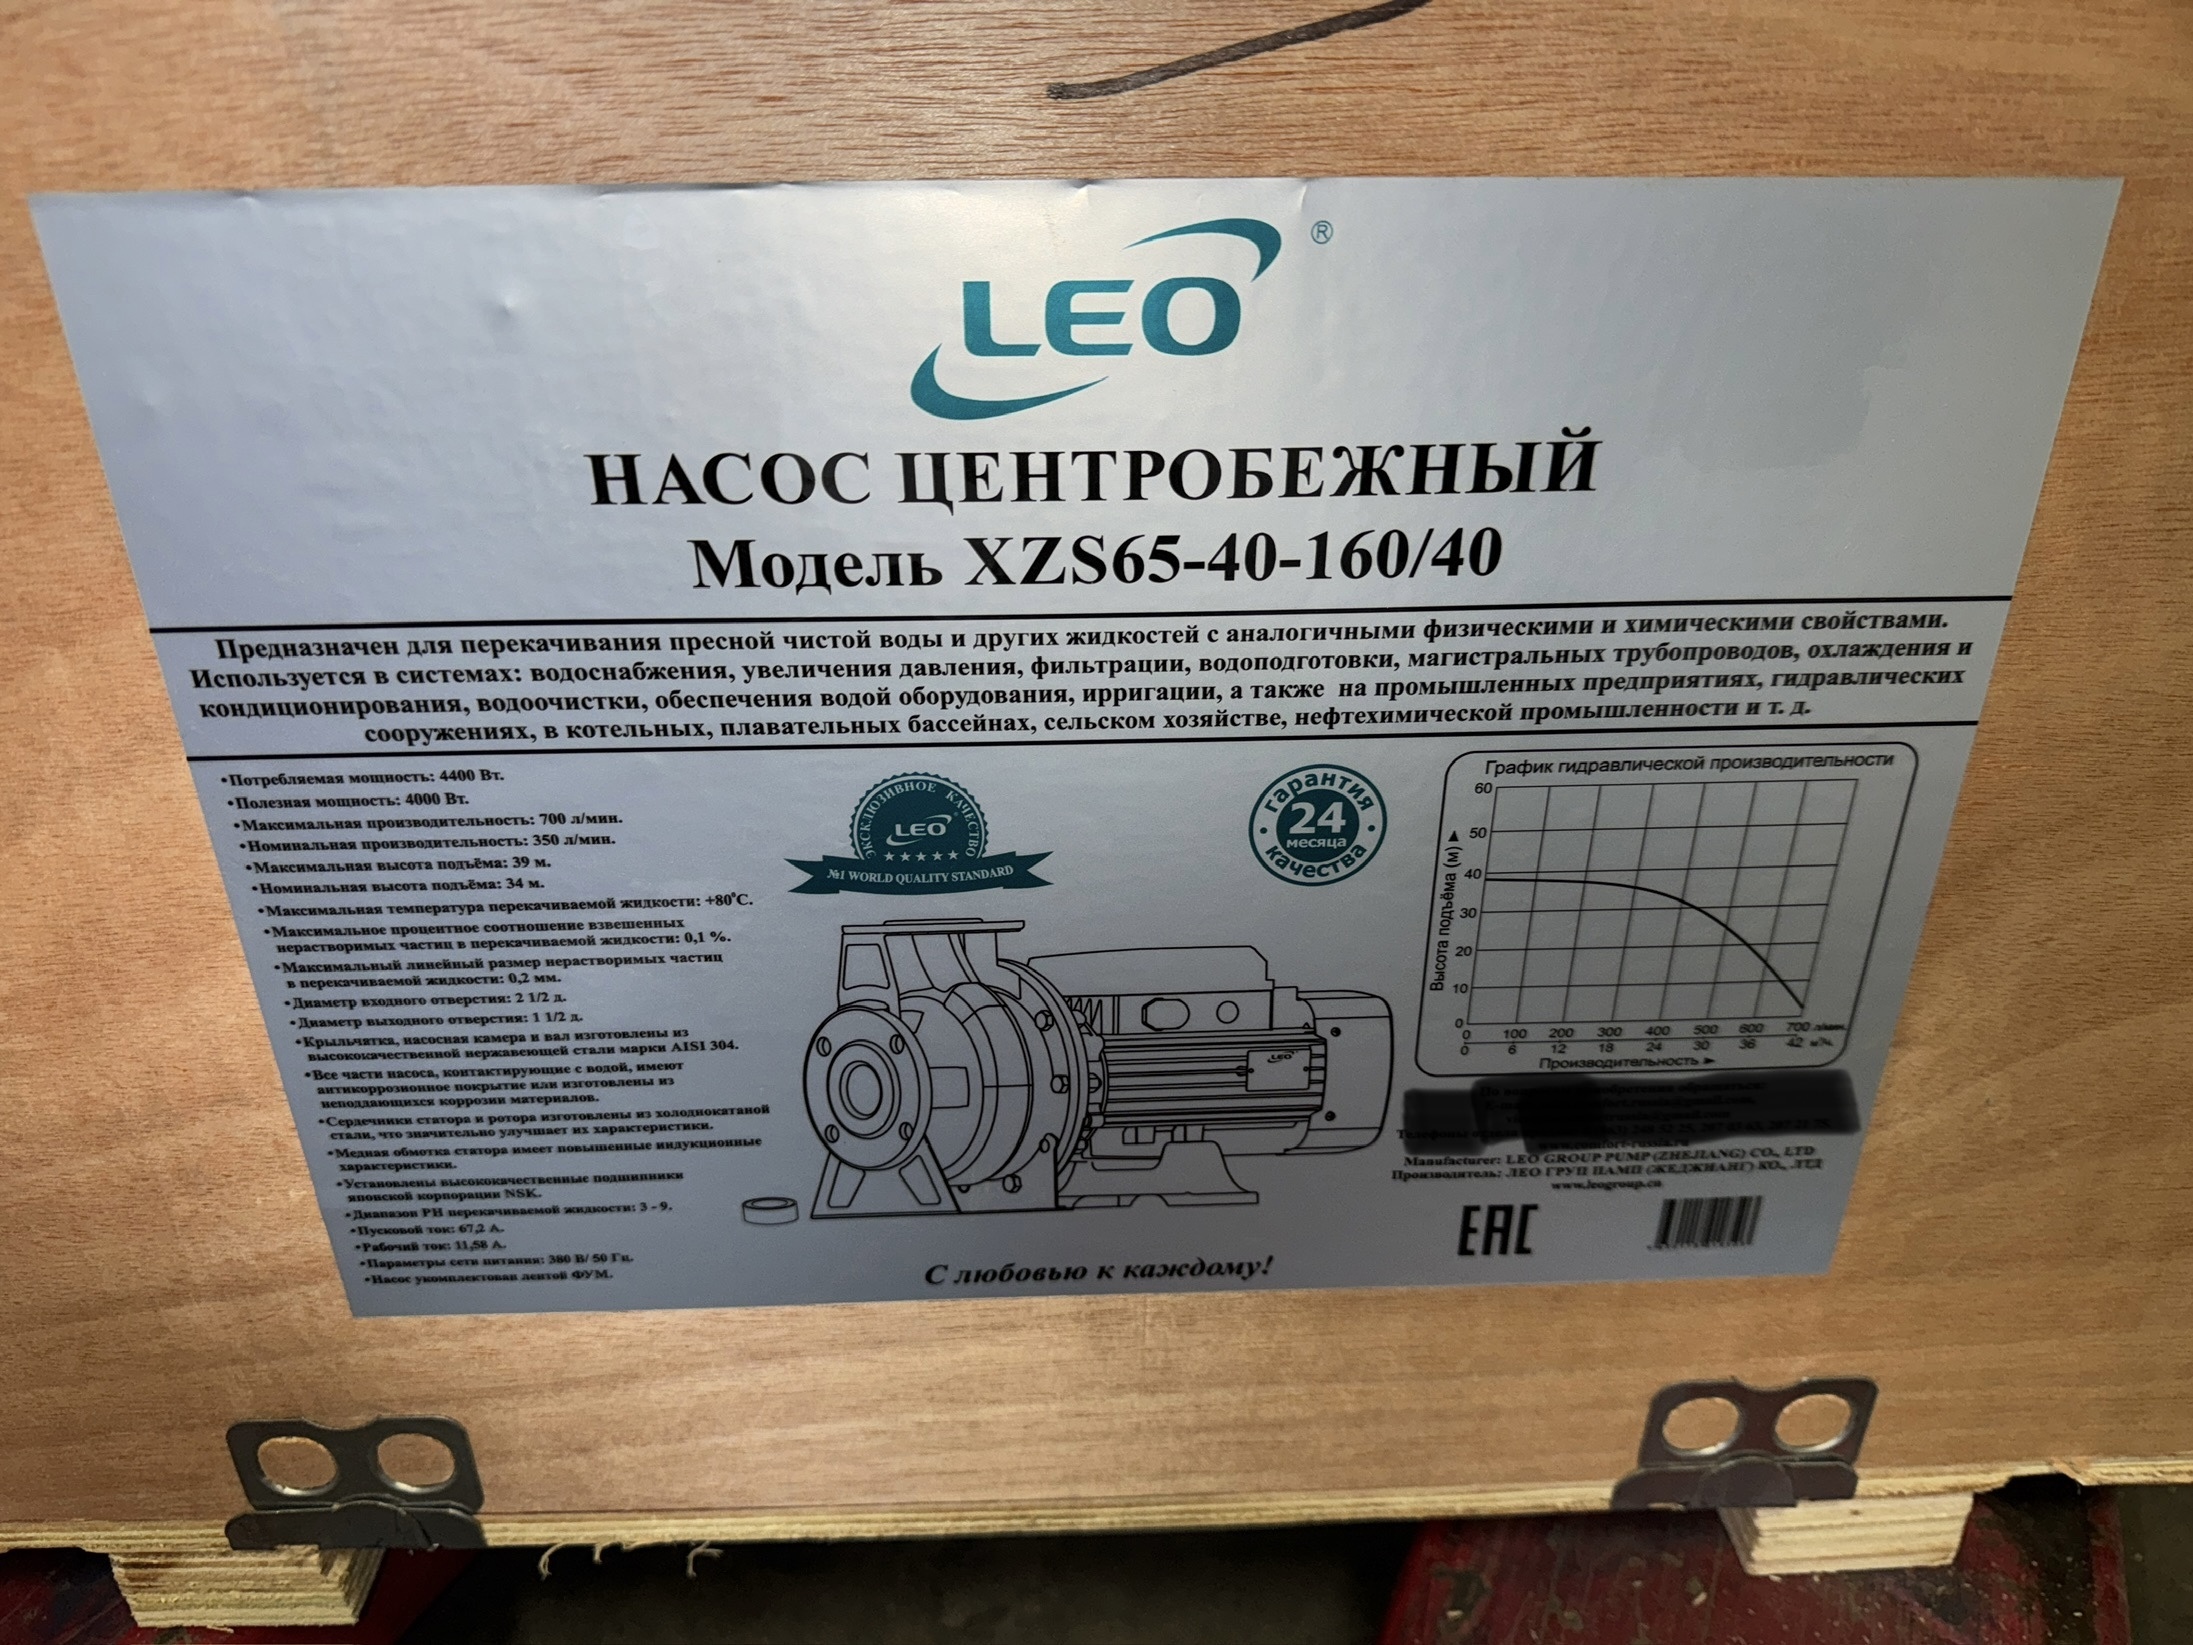 LEO ®
НАСОС ЦЕНТРОБЕЖНЫЙ
Модель XZS65-40-160/40
Предназначен для перекачивания пресной чистой воды и других жидкостей с аналогичными физическими и химическими свойствами.
Используется в системах: водоснабжения, увеличения давления, фильтрации, водоподготовки, магистральных трубопроводов, охлаждения и
кондиционирования, водоочистки, обеспечения водой оборудования, ирригации, а также на промышленных предприятиях, гидравлических
сооружениях, в котельных, плавательных бассейнах, сельском хозяйстве, нефтехимической промышленности и т. д.
•Потребляемая мощность: 4400 Вт.
•Полезная мощность: 4000 Вт.
•Максимальная производительность: 700 л/мин.
•Номинальная производительность: 350 л/мин.
•Максимальная высота подъёма: 39 м.
•Номинальная высота подъёма: 34 м.
•Максимальная температура перекачиваемой жидкости: +80°С.
•Максимальное процентное соотношение взвешенных
нерастворимых частиц в перекачиваемой жидкости: 0,1 %.
•Максимальный линейный размер нерастворимых частиц
в перекачиваемой жидкости: 0,2 мм.
•Диаметр входного отверстия: 2 1/2 д.
•Диаметр выходного отверстия: 1 1/2 д.
•Крыльчатка, насосная камера и вал изготовлены из
высококачественной нержавеющей стали марки AISI 304.
•Все части насоса, контактирующие с водой, имеют
антикоррозионное покрытие или изготовлены из
неподдающихся коррозии материалов.
•Сердечники статора и ротора изготовлены из холоднокатаной
стали, что значительно улучшает их характеристики.
•Медная обмотка статора имеет повышенные индукционные
характеристики.
•Установлены высококачественные подшипники
японской корпорации NSK.
•Диапазон РН перекачиваемой жидкости: 3 - 9.
•Пусковой ток: 67,2 А.
•Рабочий ток: 11,58 А.
•Параметры сети питания: 380 В/ 50 Гц.
•Насос укомплектован лентой ФУМ.
ЭКСКЛЮЗИВНОЕ КАЧЕСТВО
LEO
№1 WORLD QUALITY STANDARD
гарантия
24
месяца
качества
LEO
С любовью к каждому!
График гидравлической производительности
Высота подъёма (м)
60
50
40
30
20
10
0
0 100 200 300 400 500 600 700 л/мин.
0 6 12 18 24 30 36 42 м³/ч.
Производительность
www.comfort-russia.ru
Manufacturer: LEO GROUP PUMP (ZHEJIANG) CO., LTD
Производитель: ЛЕО ГРУП ПАМП (ЖЕДЖИАНГ) КО., ЛТД
www.leogroup.cn
EAC